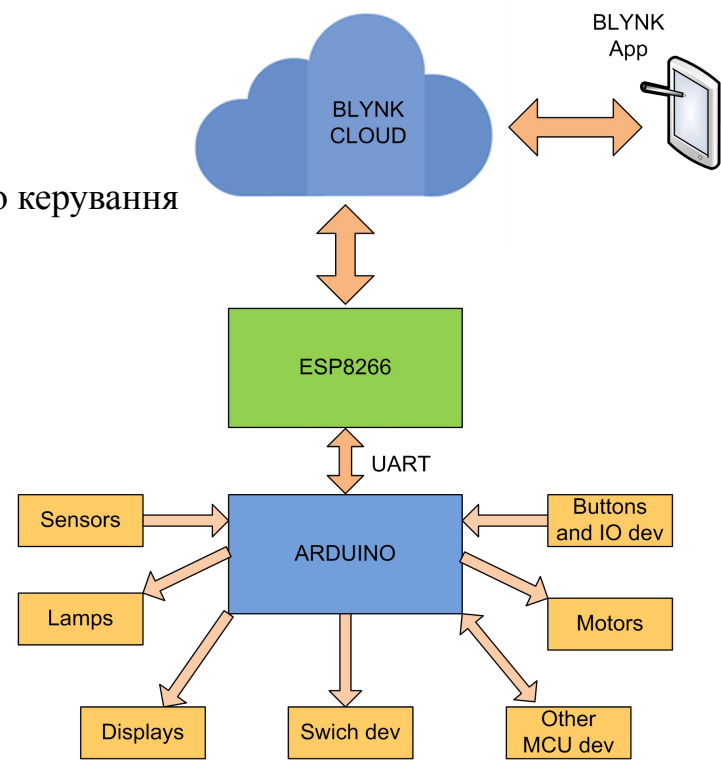 BLYNK
App
BLYNK
CLOUD
керування
ESP8266
UART
Sensors
Buttons
and IO dev
ARDUINO
Lamps
Motors
Displays
Swich dev
Other
MCU dev